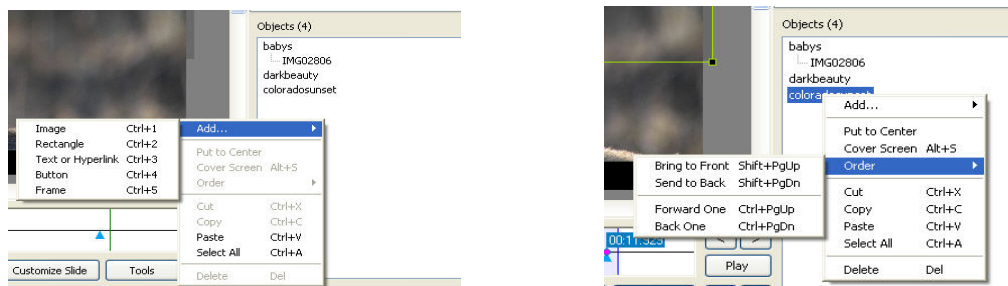 Objects (4)
babys
IMG02806
darkbeauty
coloradosunset
Image Ctrl+1
Rectangle Ctrl+2
Text or Hyperlink Ctrl+3
Button Ctrl+4
Frame Ctrl+5
Add...
Put to Center
Cover Screen Alt+S
Order
Cut Ctrl+X
Copy Ctrl+C
Paste Ctrl+V
Select All Ctrl+A
Delete Del
Customize Slide
Tools
Objects (4)
babys
IMG02806
darkbeauty
coloradosunset
Add...
Put to Center
Cover Screen Alt+S
Order
Bring to Front Shift+PgUp
Send to Back Shift+PgDn
Forward One Ctrl+PgUp
Back One Ctrl+PgDn
Cut Ctrl+X
Copy Ctrl+C
Paste Ctrl+V
Select All Ctrl+A
Delete Del
Play